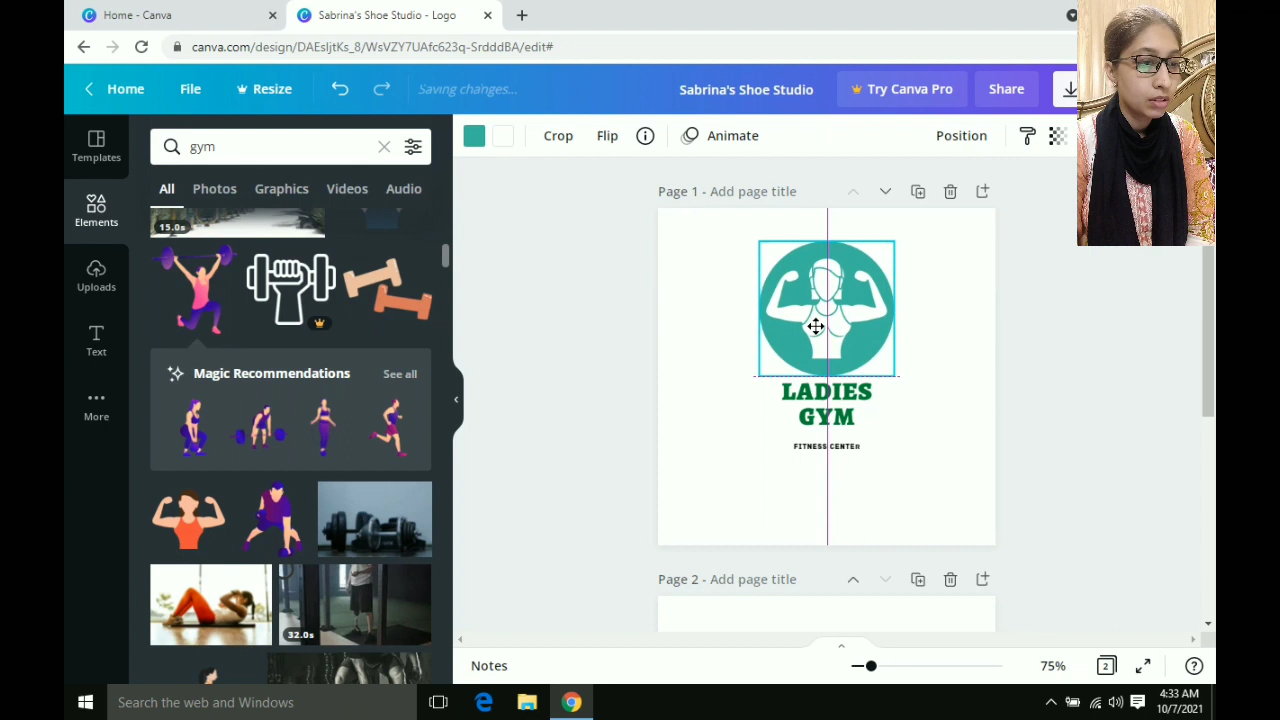 Home - Canva
Sabrina's Shoe Studio - Logo
canva.com/design/DAEsIjtKs_8/WsVZY7UAfc623q-SrdddBA/edit#
Home File Resize Saving changes... Sabrina's Shoe Studio Try Canva Pro Share
Templates
Elements
Uploads
Text
More
gym
All Photos Graphics Videos Audio
15.0s
Magic Recommendations See all
32.0s
Crop Flip Animate Position
Page 1 - Add page title
LADIES
GYM
FITNESS CENTER
Page 2 - Add page title
Notes 75% 2
Search the web and Windows
4:33 AM
10/7/2021